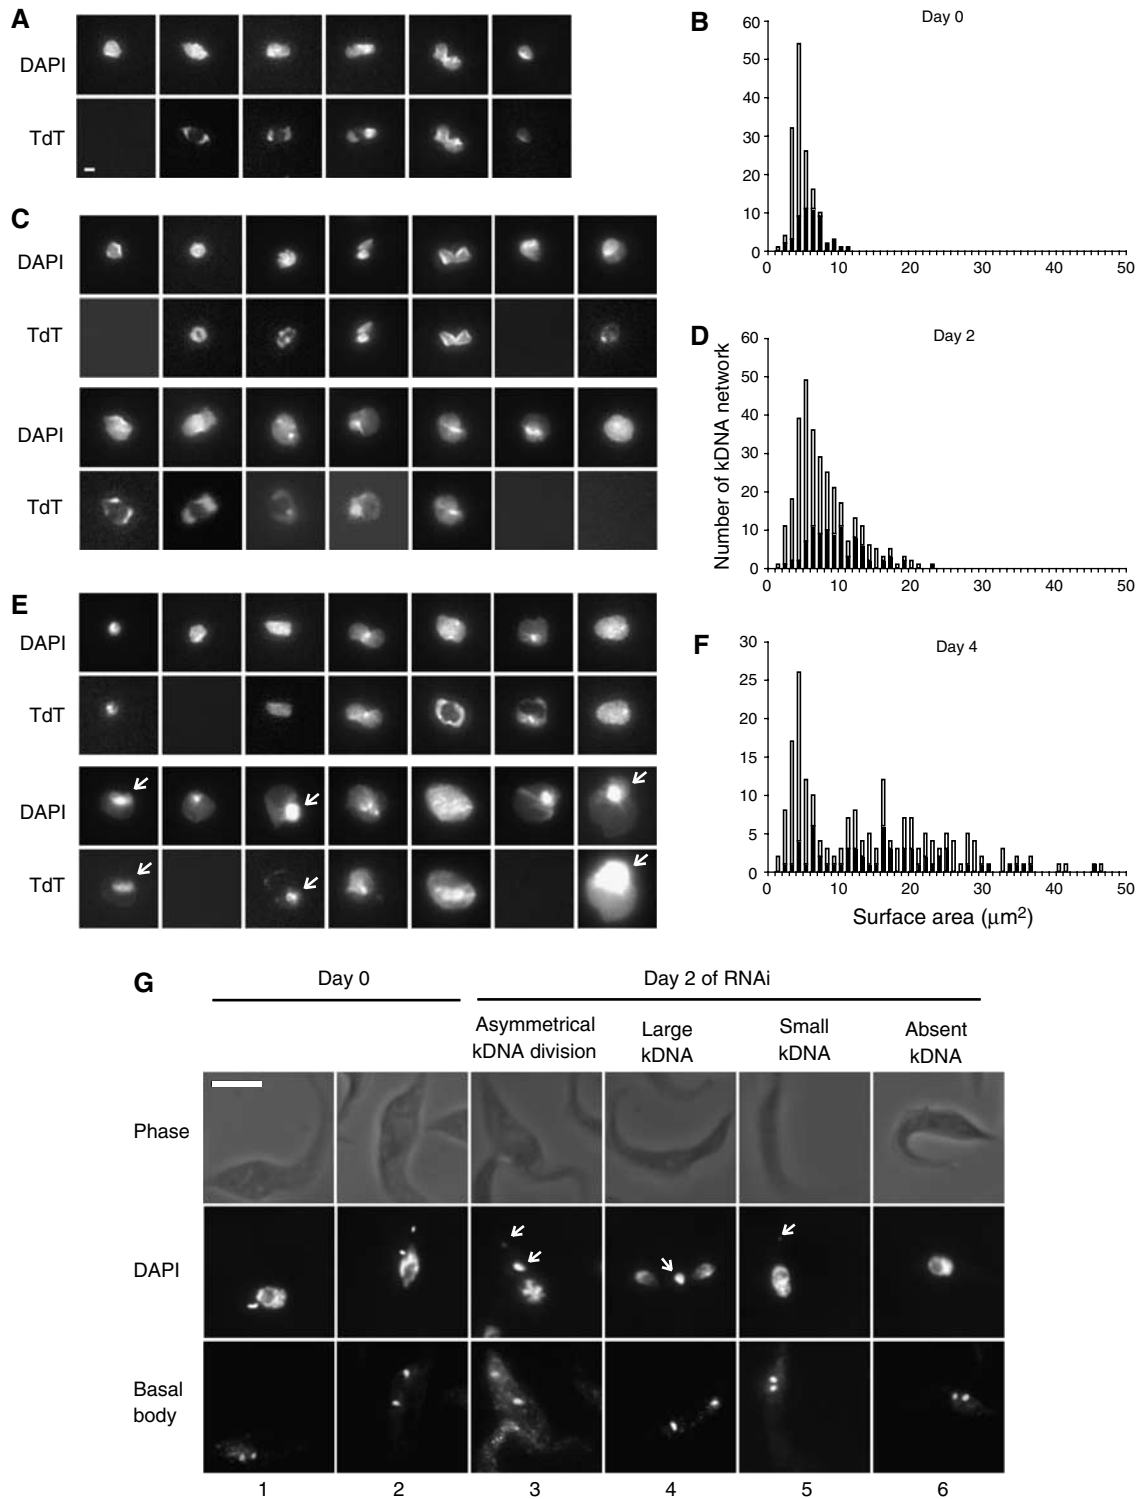 A
DAPI
TdT
B
Day 0
60
50
40
30
20
10
0
0 10 20 30 40 50
C
DAPI
TdT
DAPI
TdT
D
Day 2
60
50
40
30
20
10
0
0 10 20 30 40 50
Number of kDNA network
E
DAPI
TdT
DAPI
TdT
F
Day 4
30
25
20
15
10
5
0
0 10 20 30 40 50
Surface area (μm²)
G
Day 0
Day 2 of RNAi
Asymmetrical
kDNA division
Large
kDNA
Small
kDNA
Absent
kDNA
Phase
DAPI
Basal
body
1 2 3 4 5 6